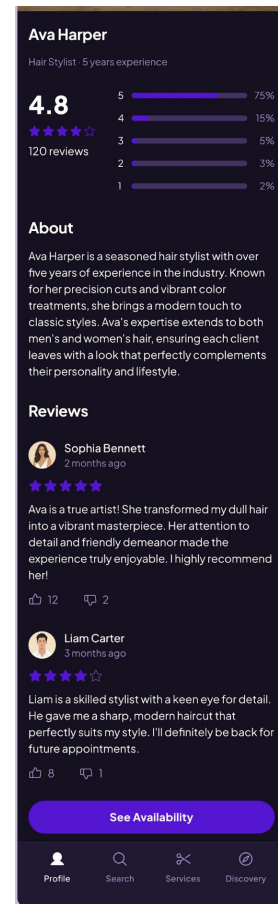 Ava Harper
Hair Stylist · 5 years experience
4.8
120 reviews
5 75%
4 15%
3 5%
2 3%
1 2%
About
Ava Harper is a seasoned hair stylist with over
five years of experience in the industry. Known
for her precision cuts and vibrant color
treatments, she brings a modern touch to
classic styles. Ava's expertise extends to both
men's and women's hair, ensuring each client
leaves with a look that perfectly complements
their personality and lifestyle.
Reviews
Sophia Bennett
2 months ago
Ava is a true artist! She transformed my dull hair
into a vibrant masterpiece. Her attention to
detail and friendly demeanor made the
experience truly enjoyable. I highly recommend
her!
12 2
Liam Carter
3 months ago
Liam is a skilled stylist with a keen eye for detail.
He gave me a sharp, modern haircut that
perfectly suits my style. I'll definitely be back for
future appointments.
8 1
See Availability
Profile Search Services Discovery